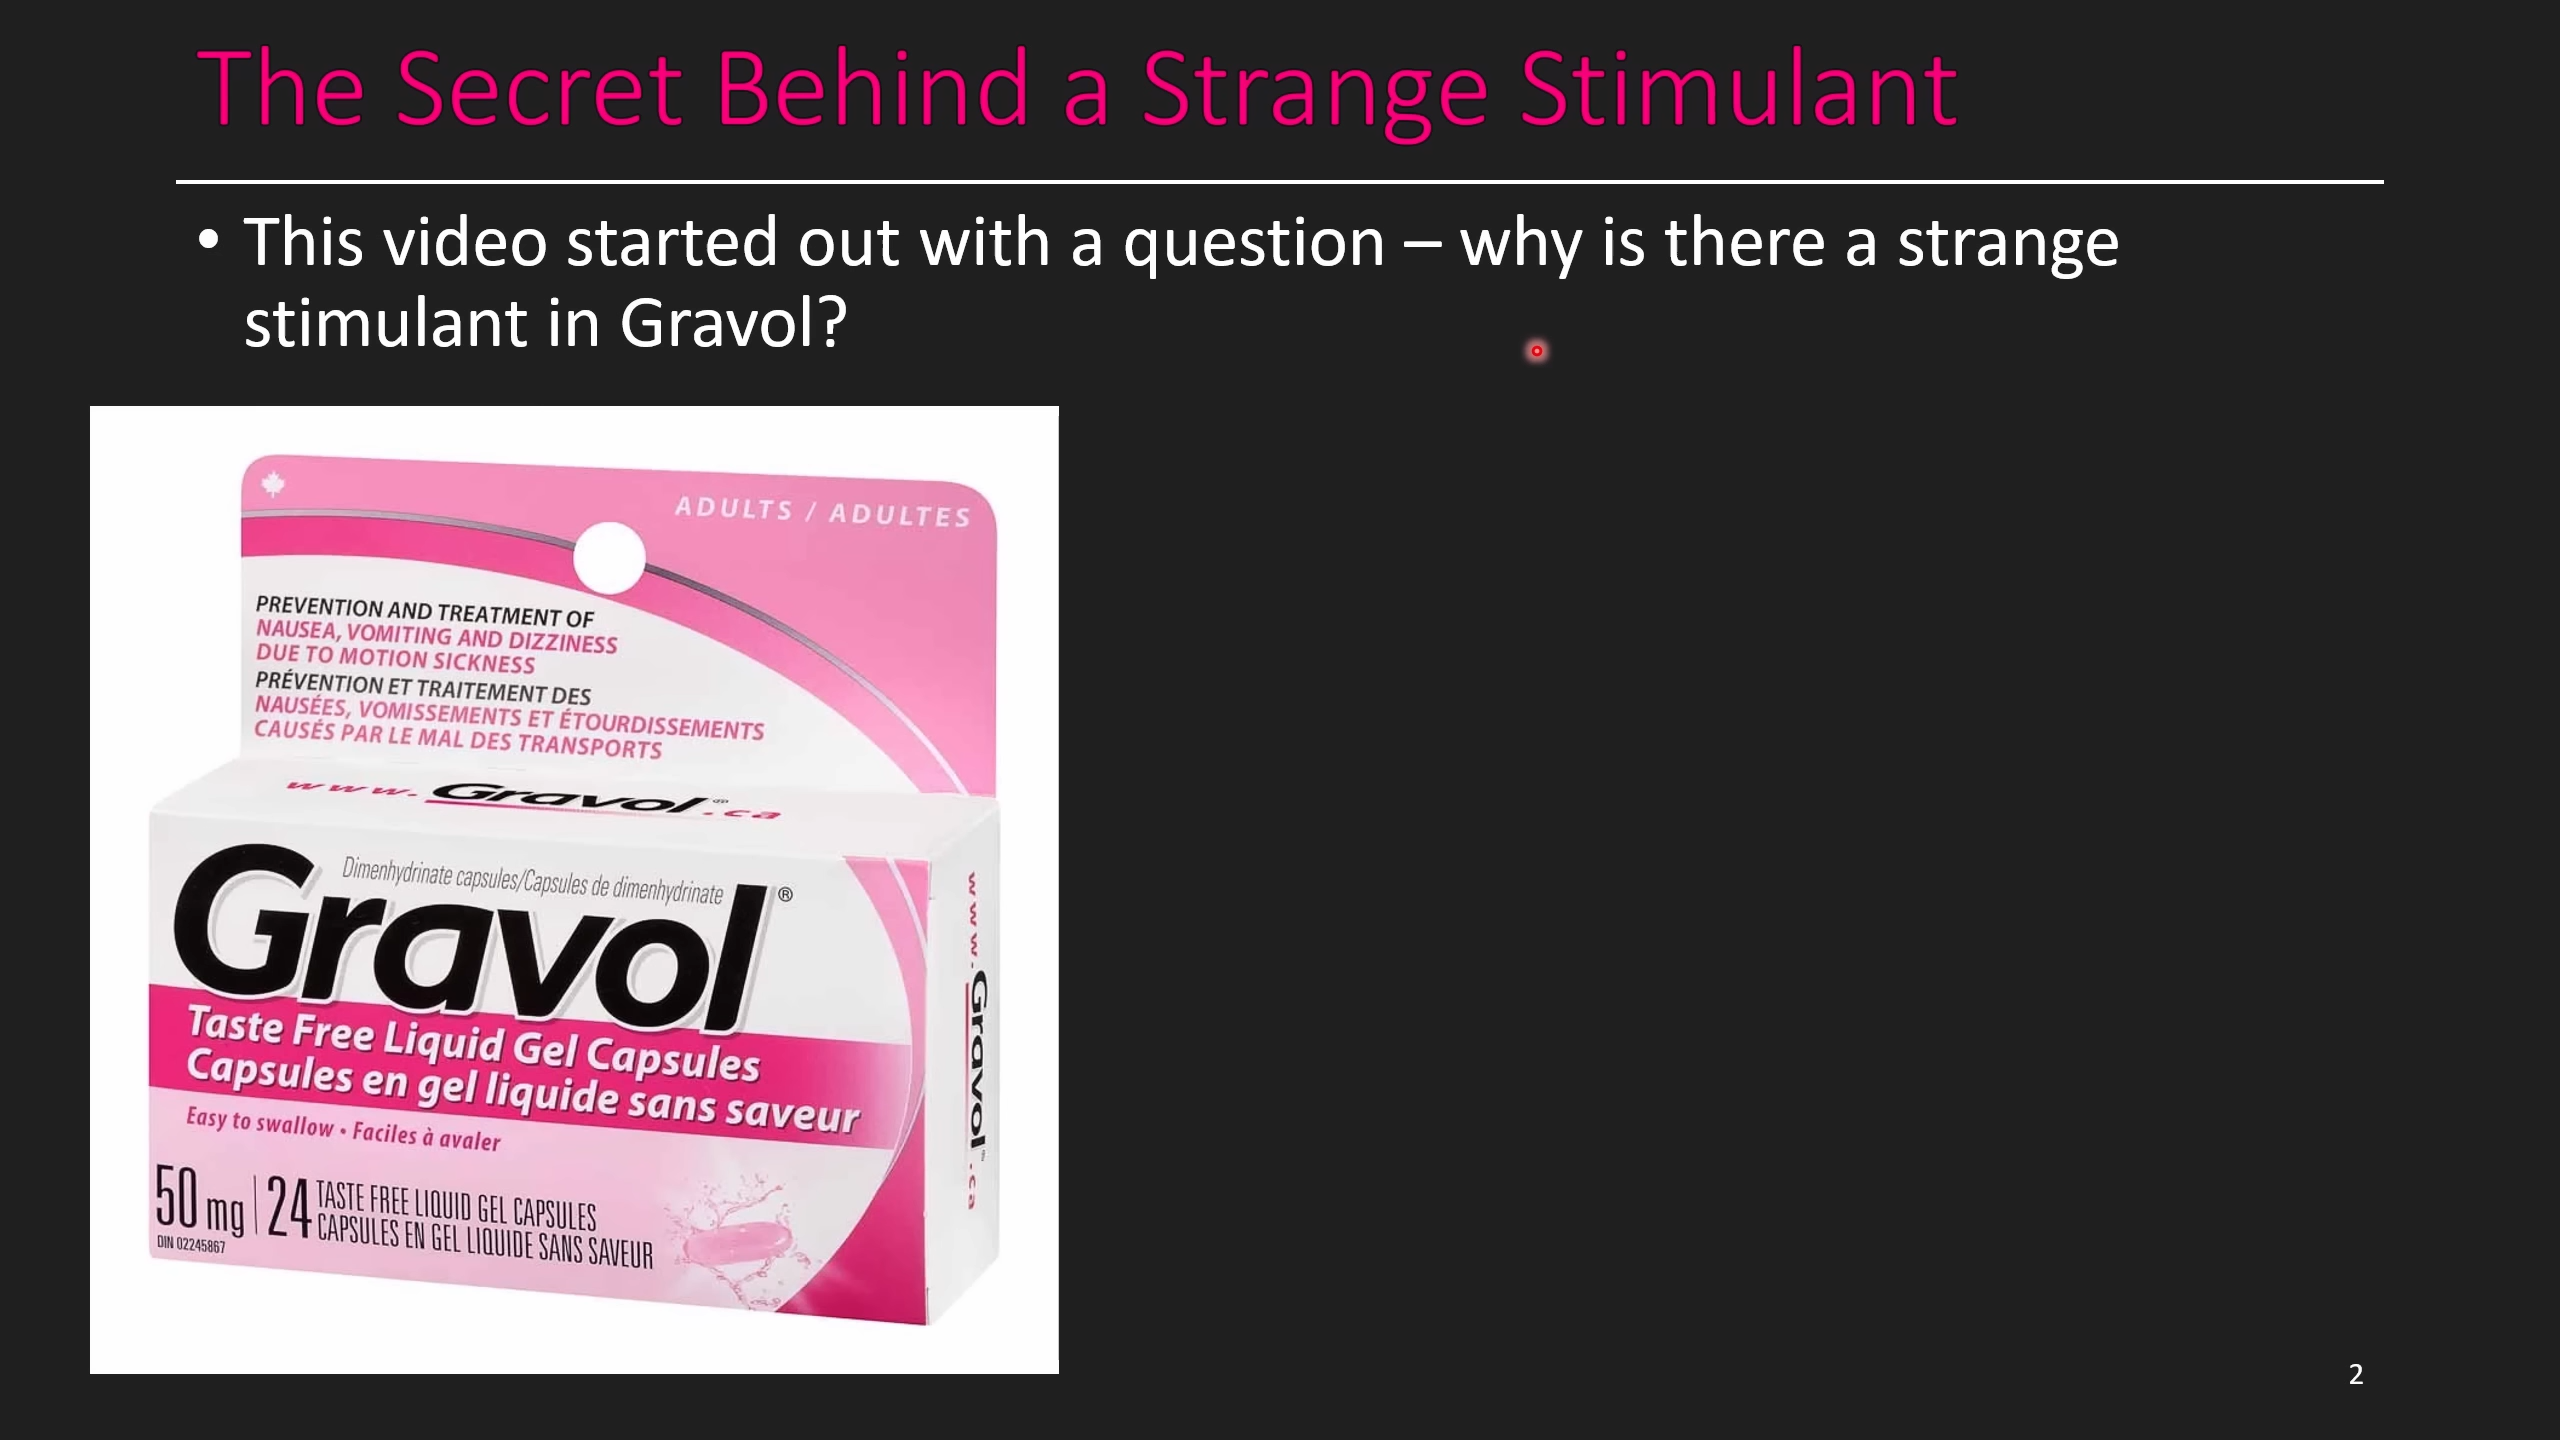 The Secret Behind a Strange Stimulant
• This video started out with a question – why is there a strange
stimulant in Gravol?
ADULTS / ADULTES
PREVENTION AND TREATMENT OF
NAUSEA, VOMITING AND DIZZINESS
DUE TO MOTION SICKNESS
PRÉVENTION ET TRAITEMENT DES
NAUSÉES, VOMISSEMENTS ET ÉTOURDISSEMENTS
CAUSÉS PAR LE MAL DES TRANSPORTS
www.Gravol®.ca
Dimenhydrinate capsules/Capsules de dimenhydrinate
Gravol®
Taste Free Liquid Gel Capsules
Capsules en gel liquide sans saveur
Easy to swallow • Faciles à avaler
50 mg | 24 TASTE FREE LIQUID GEL CAPSULES
CAPSULES EN GEL LIQUIDE SANS SAVEUR
DIN 02245867
www.Gravol®.ca
2